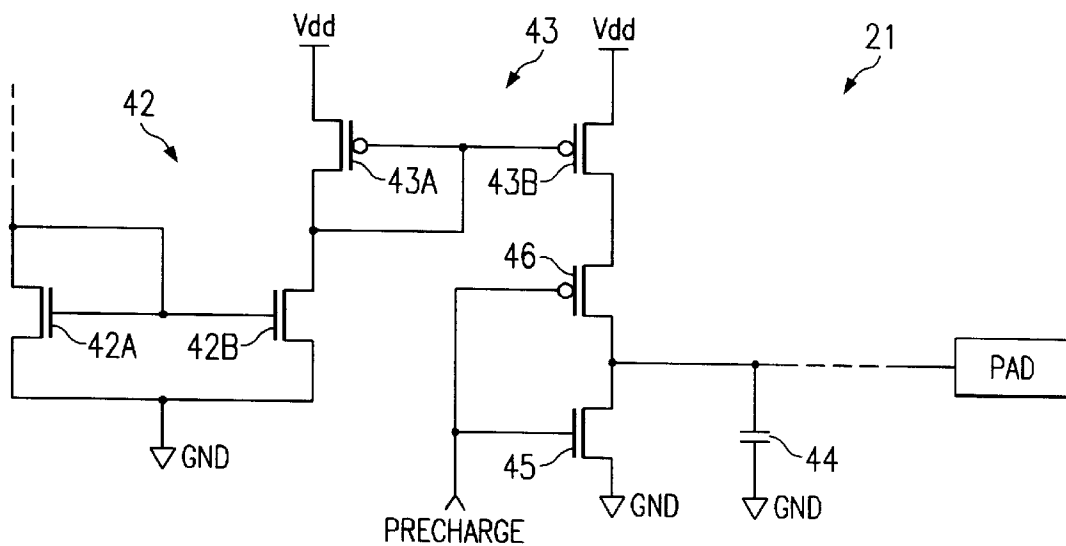 Vdd
43
Vdd
21
42
43A
43B
46
42A
42B
PAD
GND
45
44
GND
GND
PRECHARGE